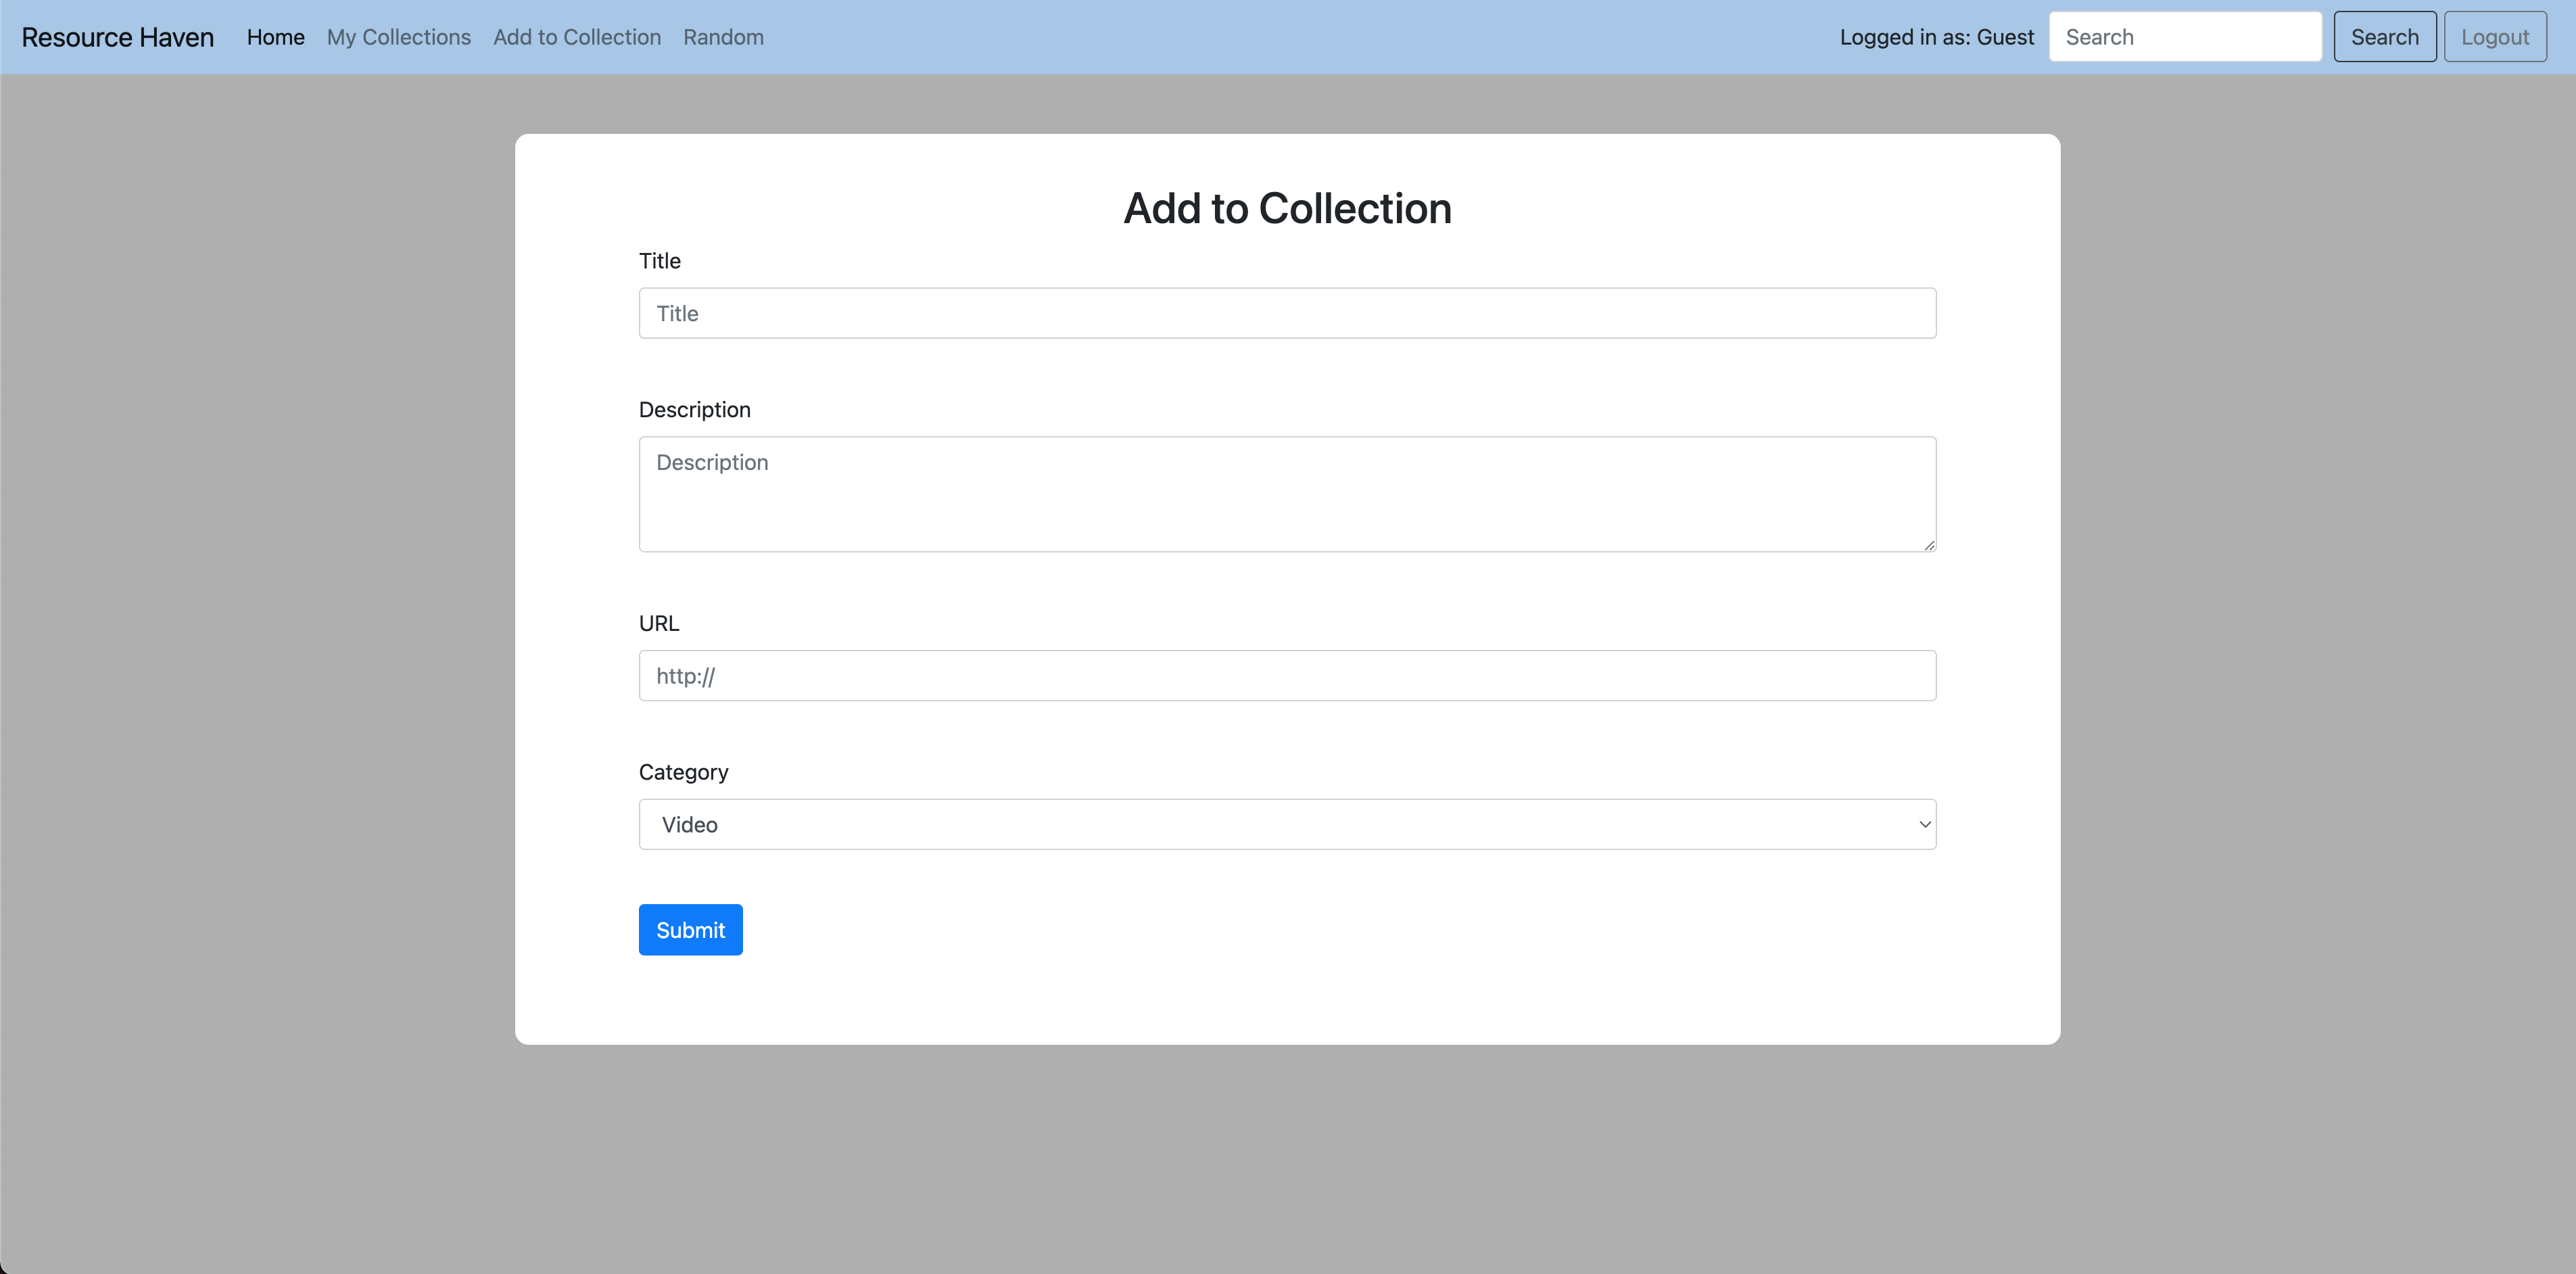 Resource Haven Home My Collections Add to Collection Random Logged in as: Guest Search Search Logout
Add to Collection
Title
Title
Description
Description
URL
http://
Category
Video
Submit